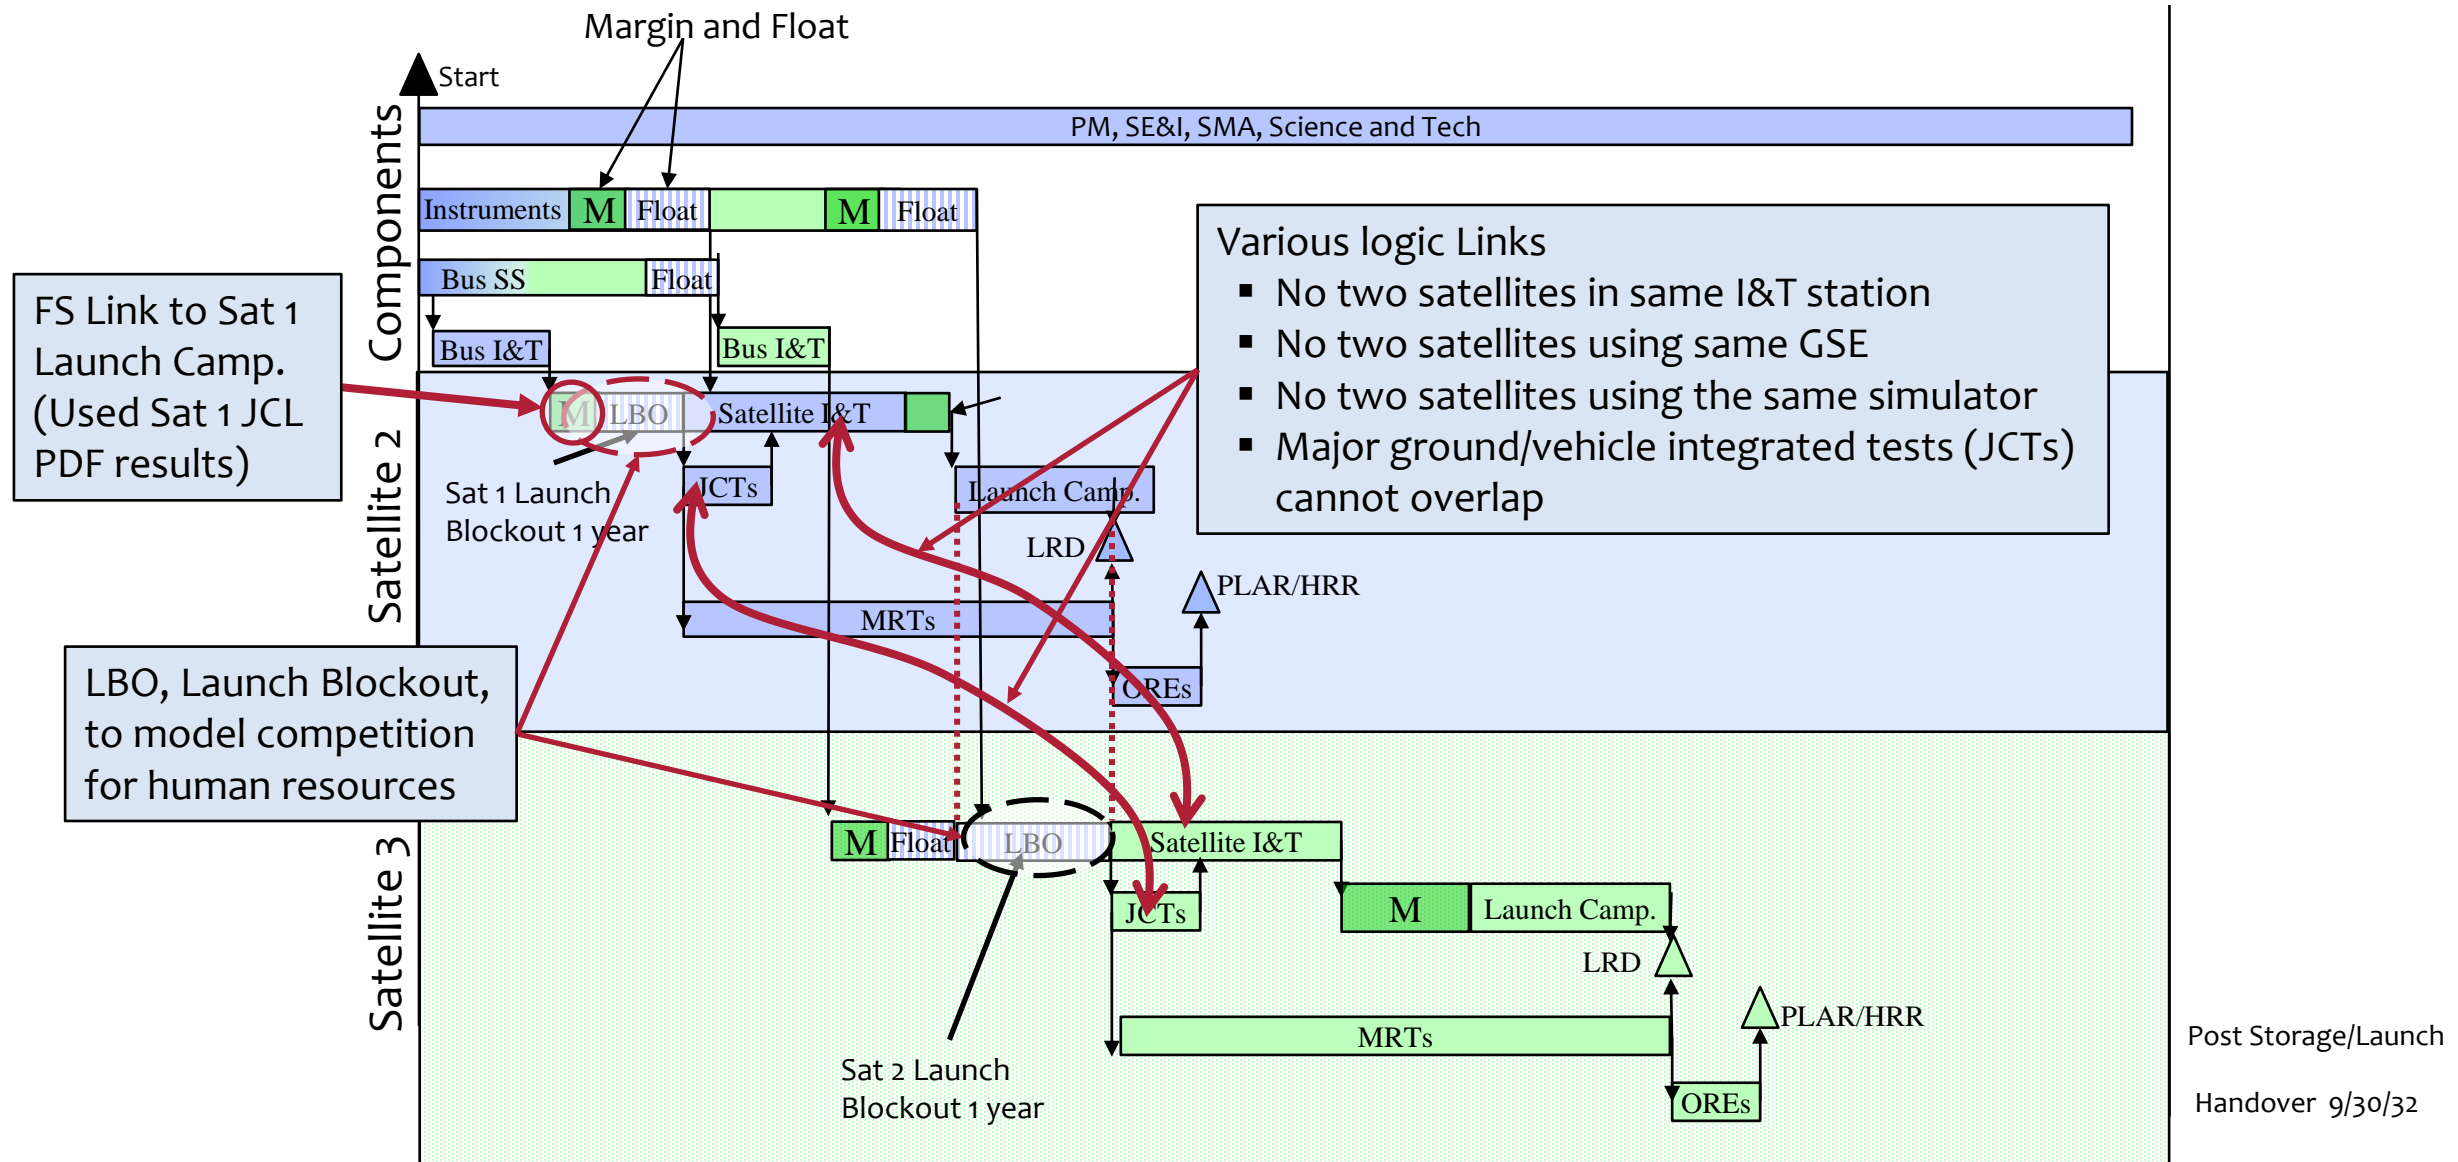 Margin and Float
Start
Components
PM, SE&I, SMA, Science and Tech
Instruments
M
Float
M
Float
Bus SS
Float
Bus I&T
Bus I&T
FS Link to Sat 1
Launch Camp.
(Used Sat 1 JCL
PDF results)
Various logic Links
▪ No two satellites in same I&T station
▪ No two satellites using same GSE
▪ No two satellites using the same simulator
▪ Major ground/vehicle integrated tests (JCTs)
cannot overlap
Satellite 2
M
LBO
Satellite I&T
Sat 1 Launch
Blockout 1 year
JCTs
Launch Camp.
LRD
PLAR/HRR
MRTs
OREs
LBO, Launch Blockout,
to model competition
for human resources
Satellite 3
M
Float
LBO
Satellite I&T
JCTs
M
Launch Camp.
LRD
PLAR/HRR
MRTs
OREs
Sat 2 Launch
Blockout 1 year
Post Storage/Launch
Handover 9/30/32